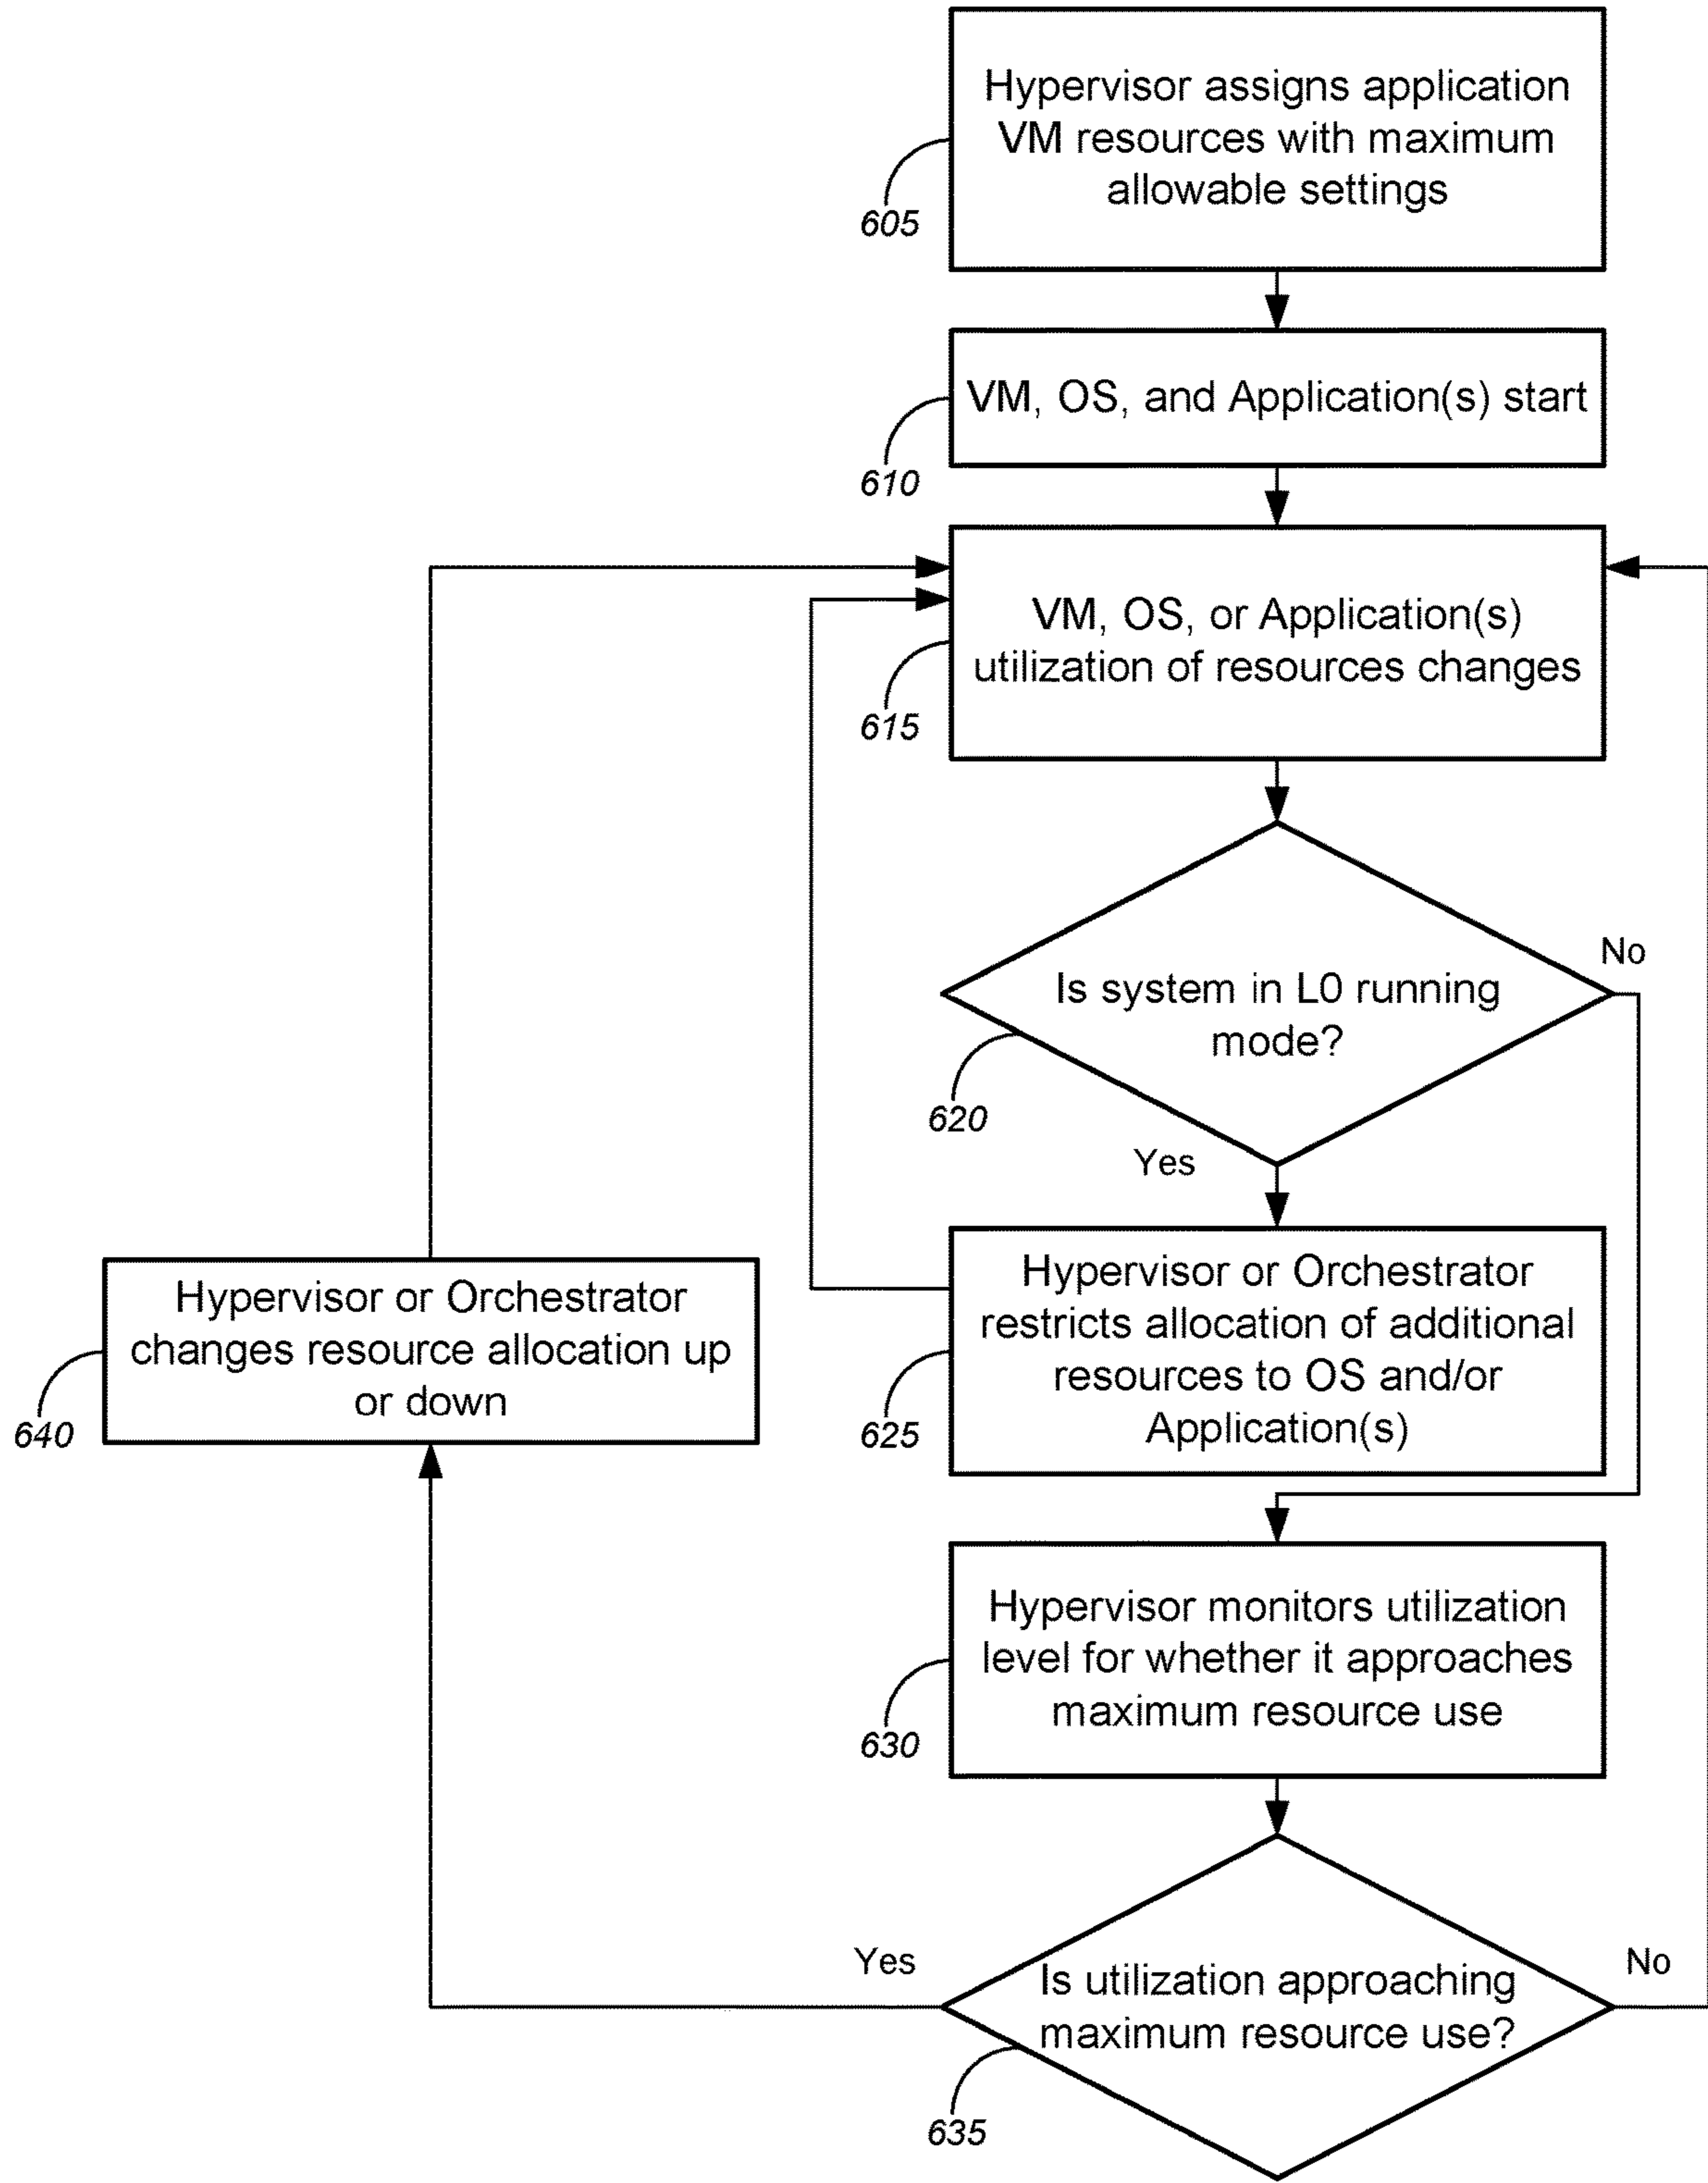 Hypervisor assigns application
VM resources with maximum
allowable settings
605
VM, OS, and Application(s) start
610
VM, OS, or Application(s)
utilization of resources changes
615
Is system in L0 running
mode?
No
620
Yes
Hypervisor or Orchestrator
restricts allocation of additional
resources to OS and/or
Application(s)
625
Hypervisor or Orchestrator
changes resource allocation up
or down
640
Hypervisor monitors utilization
level for whether it approaches
maximum resource use
630
Yes
Is utilization approaching
maximum resource use?
No
635